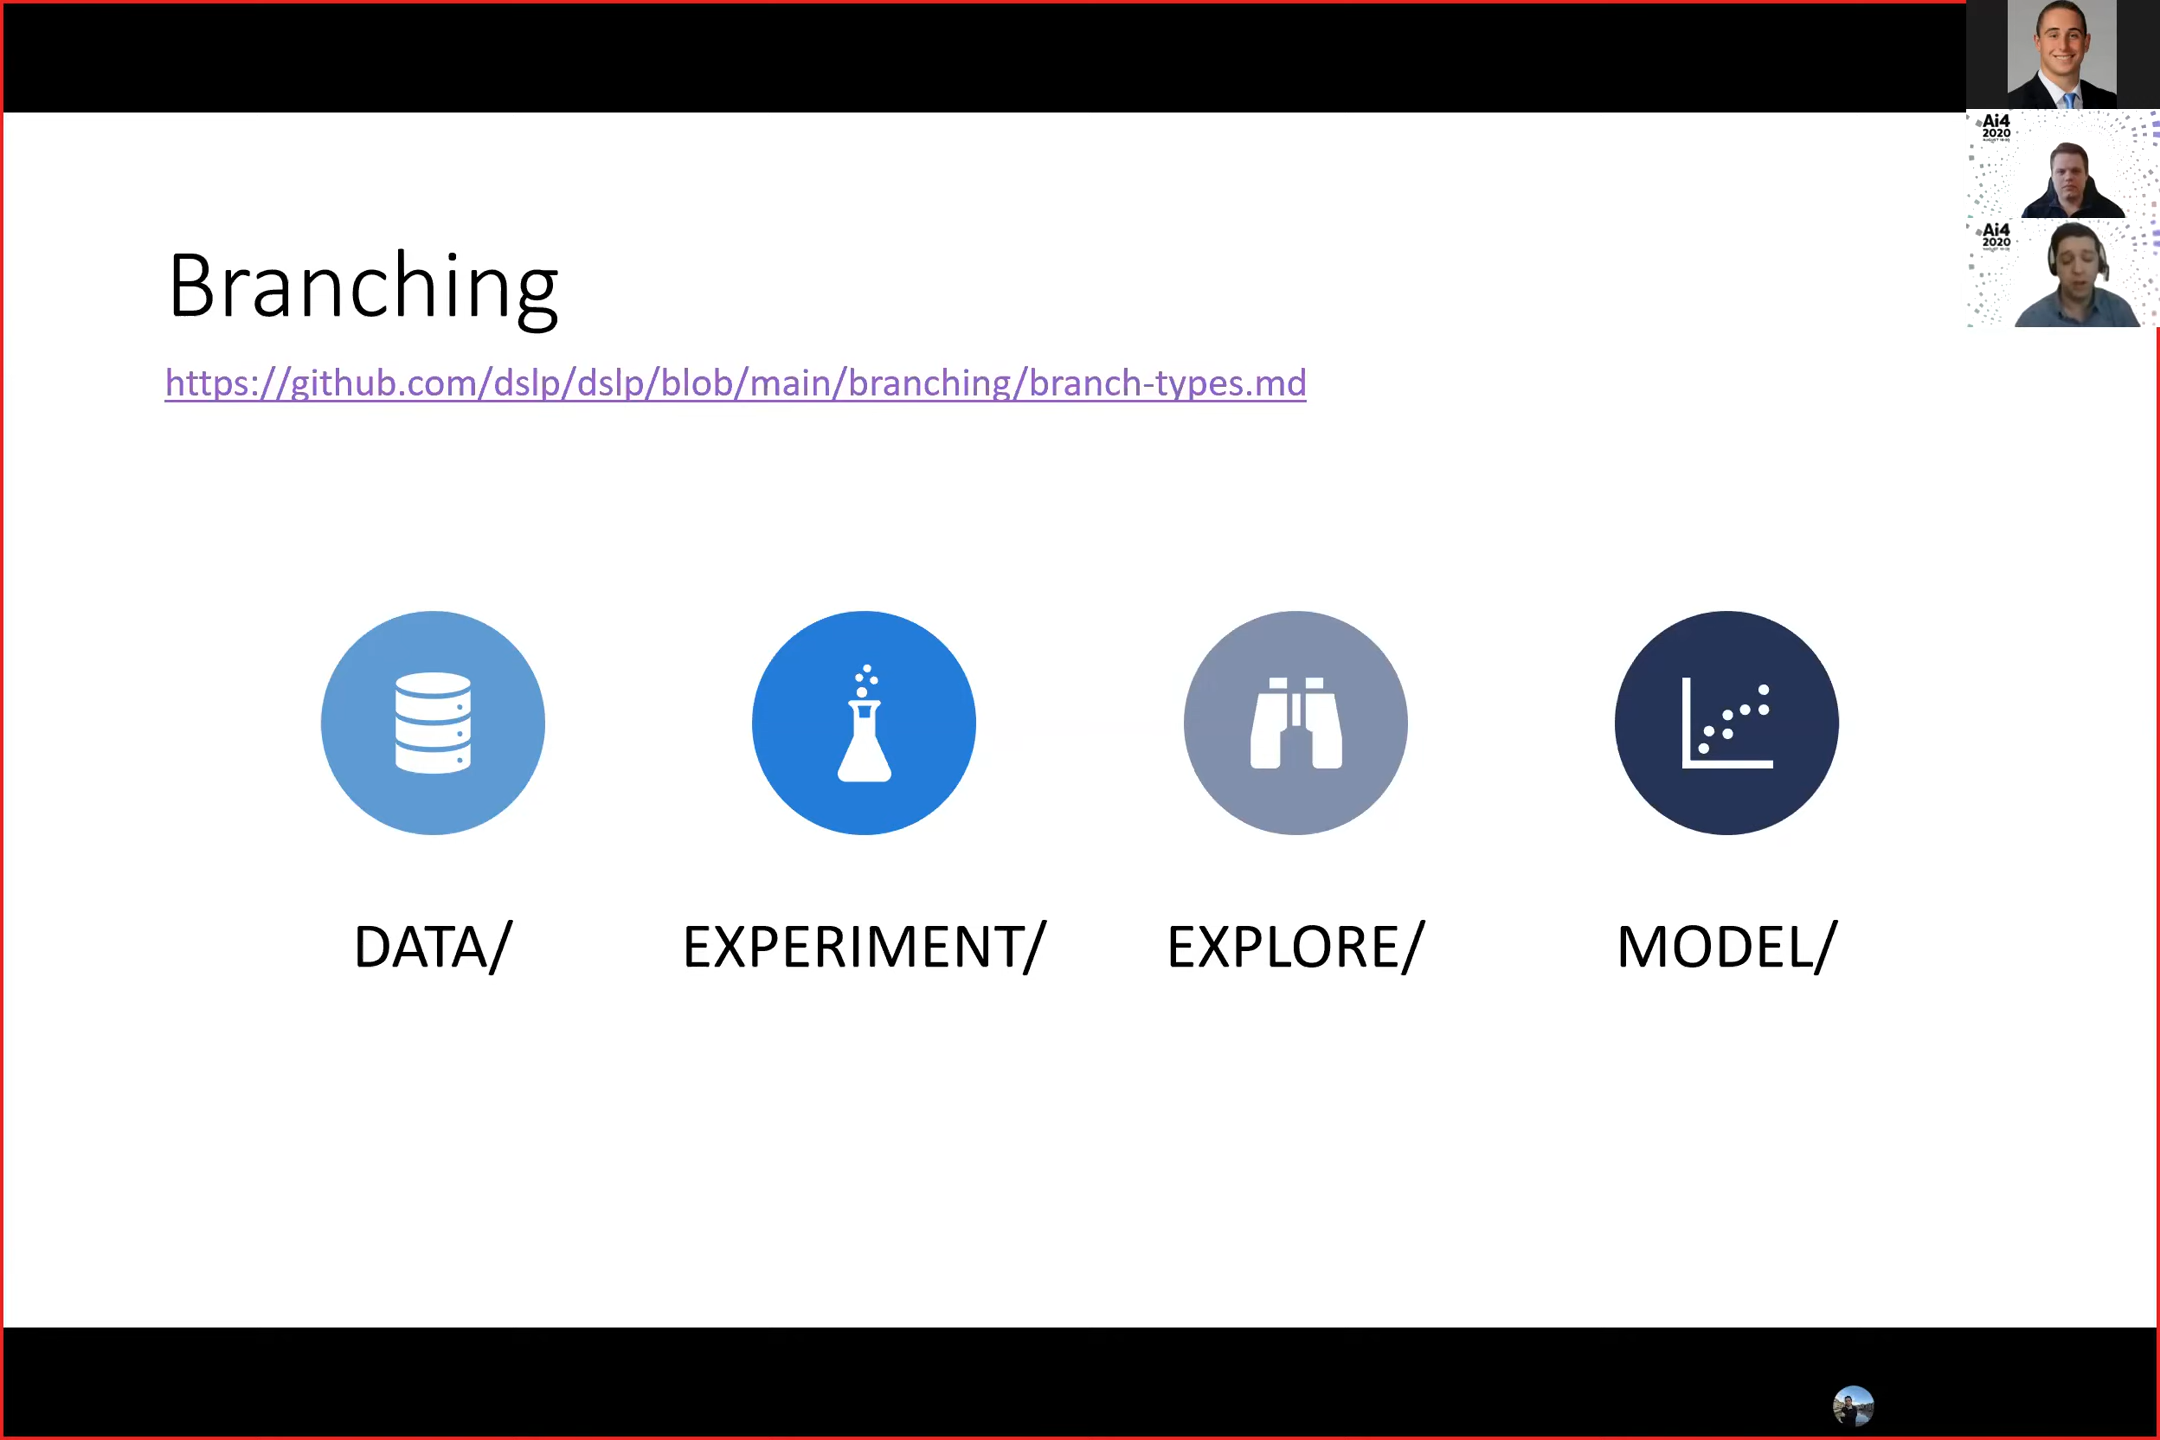 Branching
https://github.com/dslp/dslp/blob/main/branching/branch-types.md
DATA/
EXPERIMENT/
EXPLORE/
MODEL/
Ai4
2020
Ai4
2020